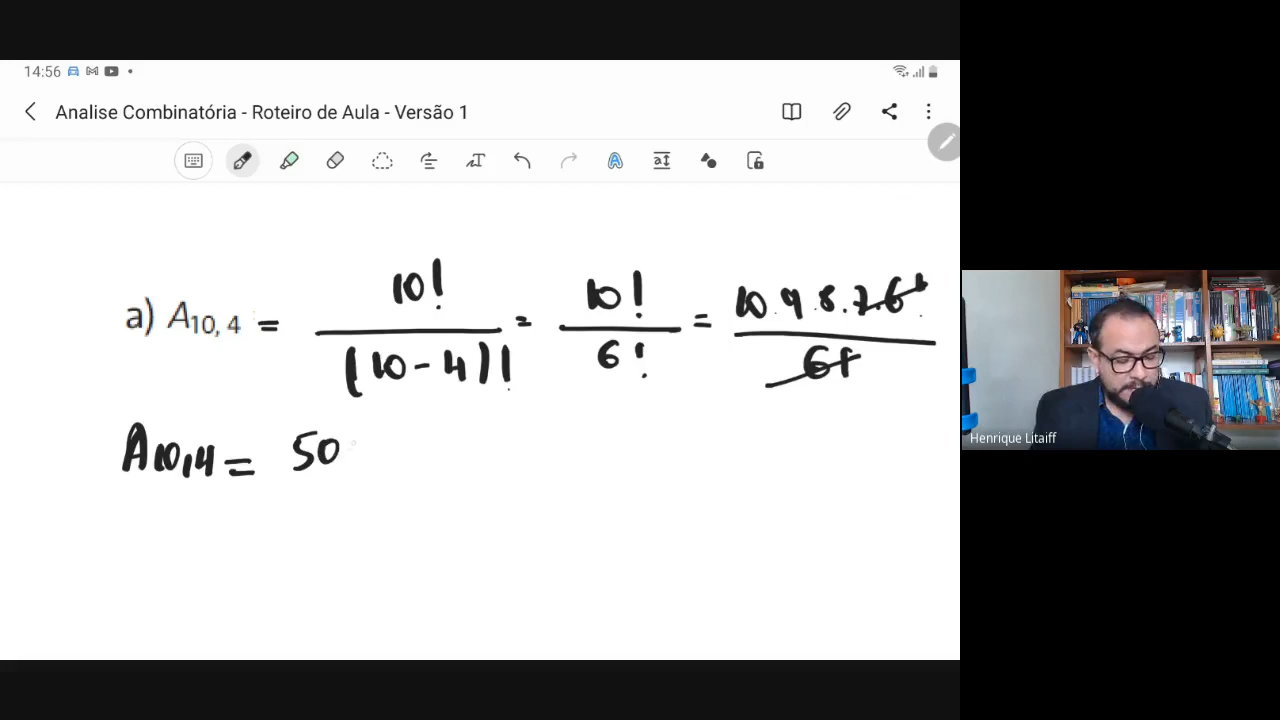 14:56
Analise Combinatória - Roteiro de Aula - Versão 1
a) A10, 4 = 10! / (10-4)! = 10! / 6! = 10.9.8.7.6! / 6!
A10,4 = 50
Henrique Litaiff